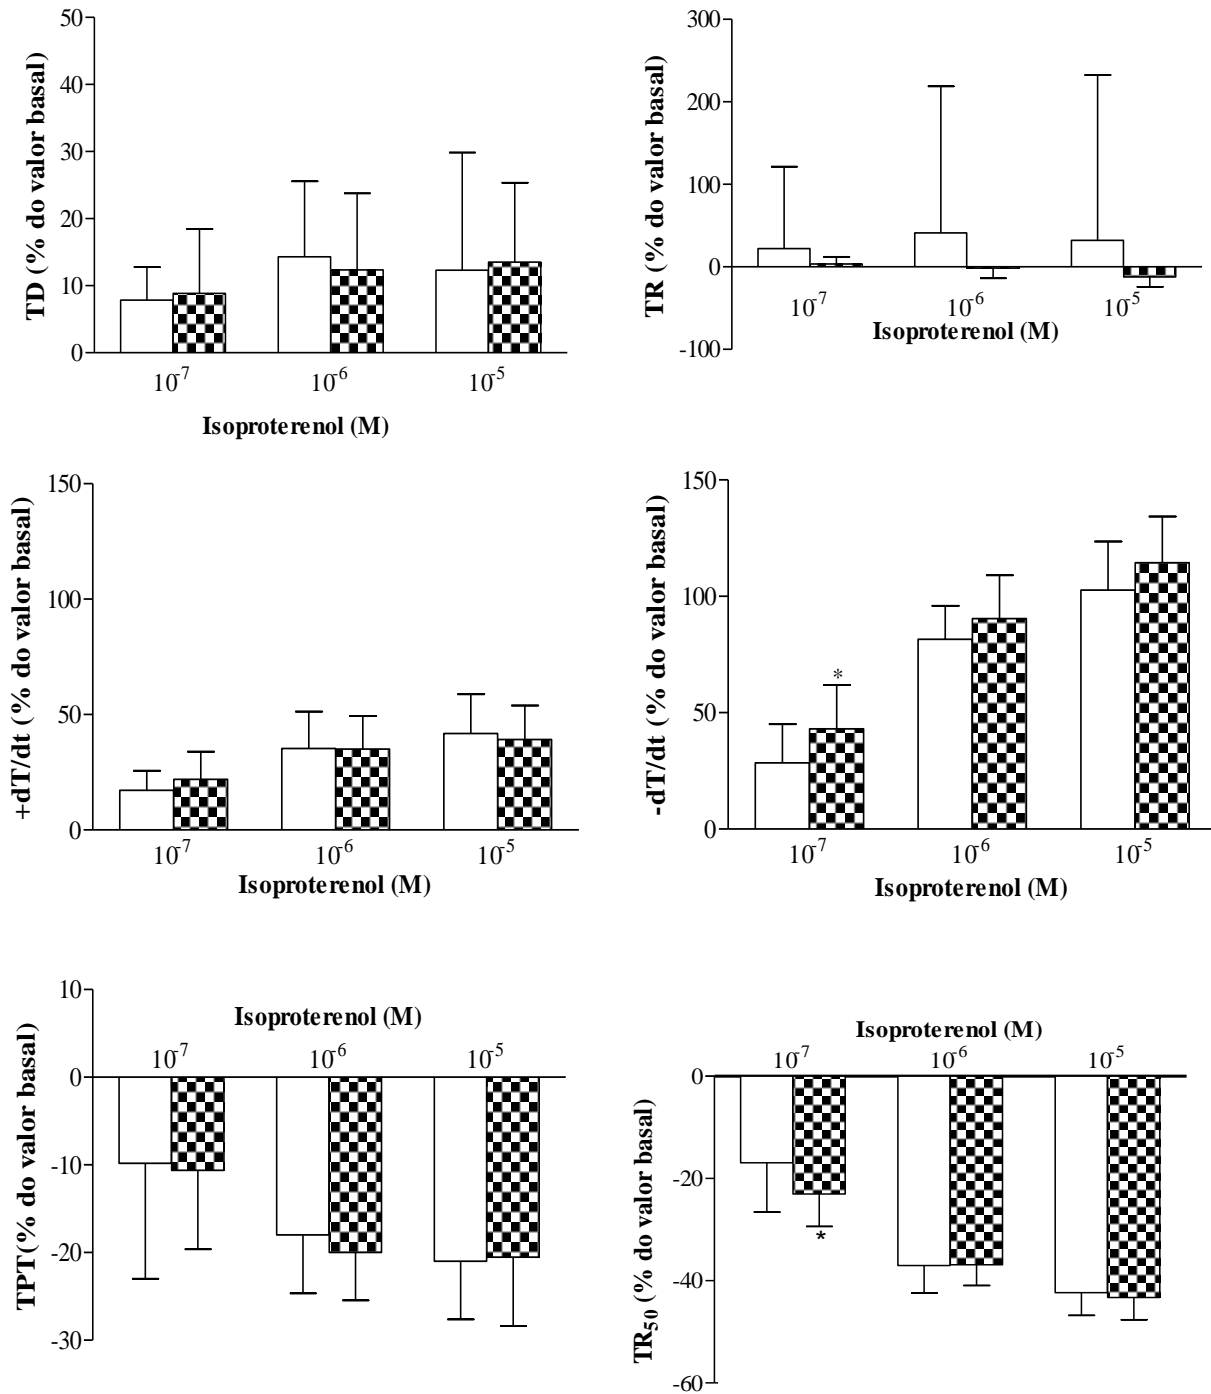 TD (% do valor basal)
50
40
30
20
10
0
10-7 10-6 10-5
Isoproterenol (M)
TR (% do valor basal)
300
200
100
0
-100
10-7 10-6 10-5
Isoproterenol (M)
+dT/dt (% do valor basal)
150
100
50
0
10-7 10-6 10-5
Isoproterenol (M)
-dT/dt (% do valor basal)
150
100
50
0
*
10-7 10-6 10-5
Isoproterenol (M)
TPT(% do valor basal)
10
0
-10
-20
-30
Isoproterenol (M)
10-7 10-6 10-5
TR50 (% do valor basal)
0
-20
-40
-60
Isoproterenol (M)
10-7 10-6 10-5
*